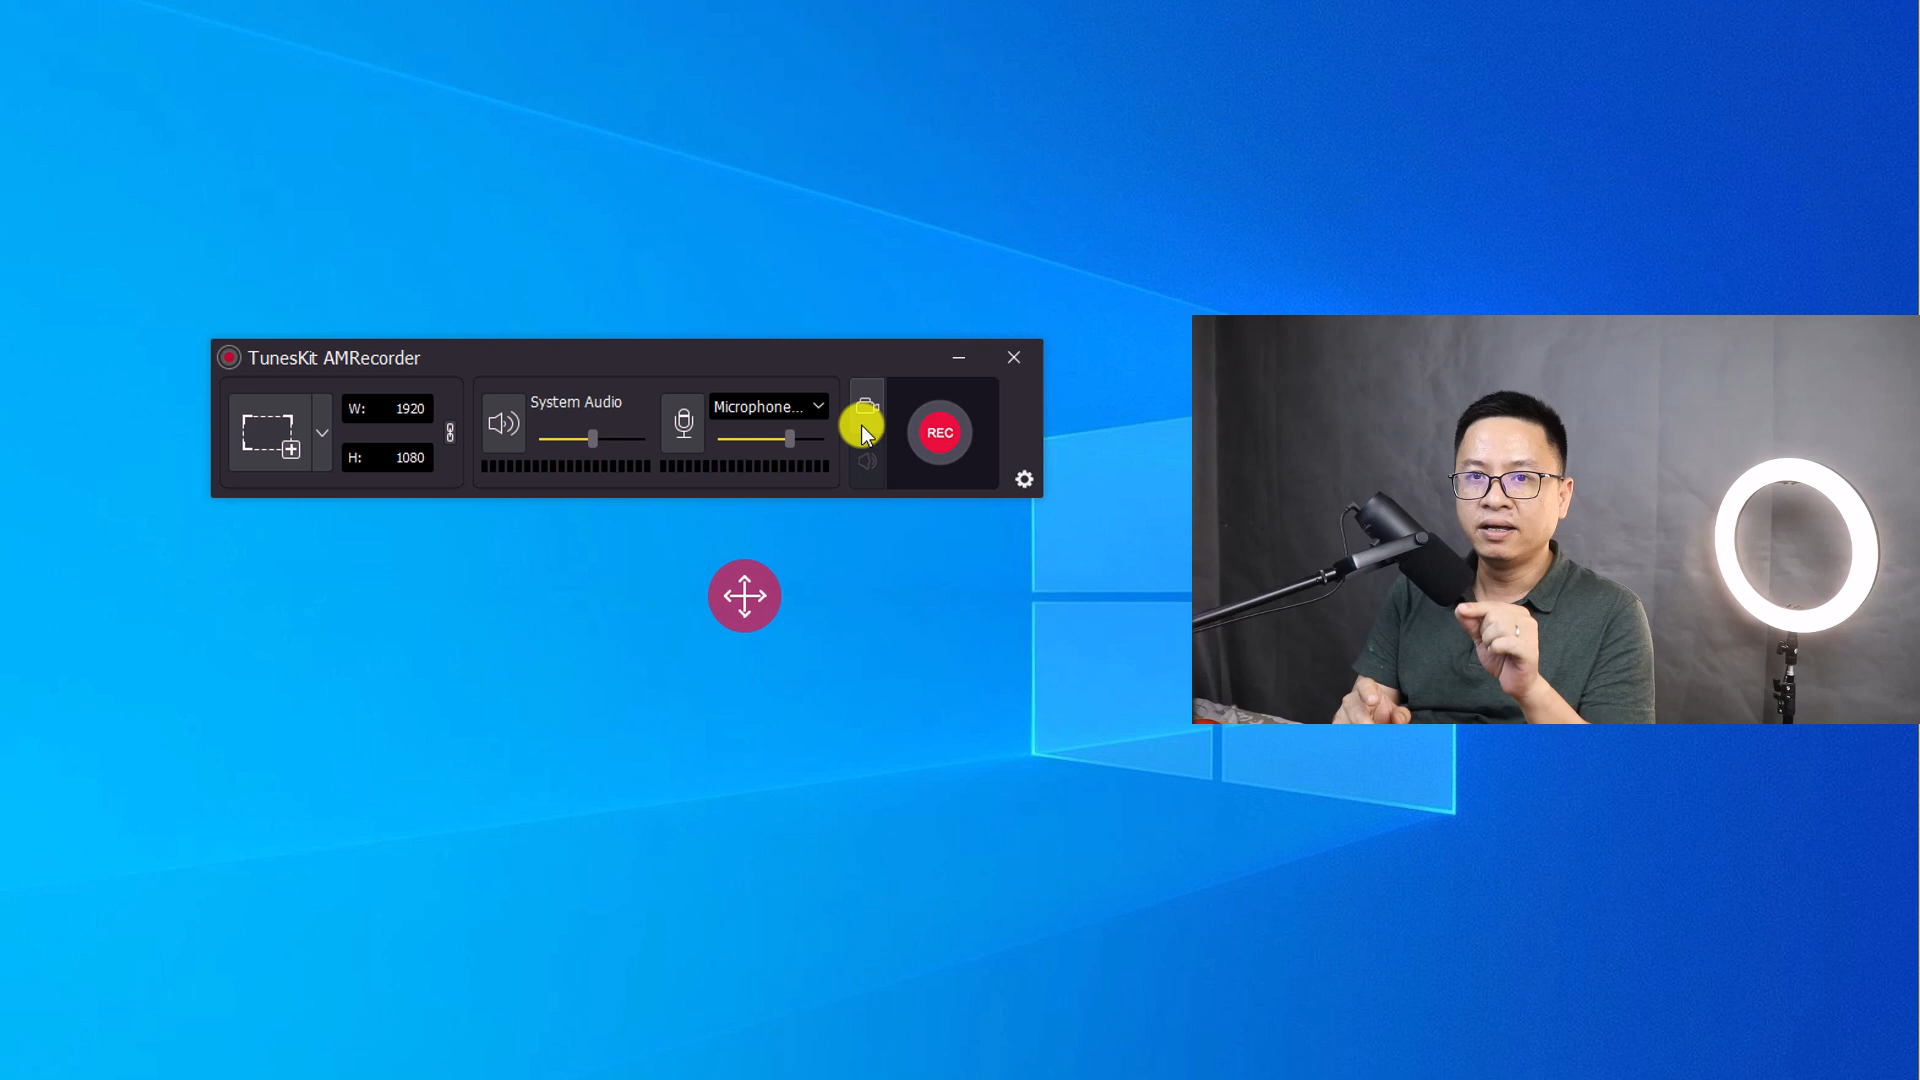 TunesKit AMRecorder
W: 1920
H: 1080
System Audio
Microphone...
REC